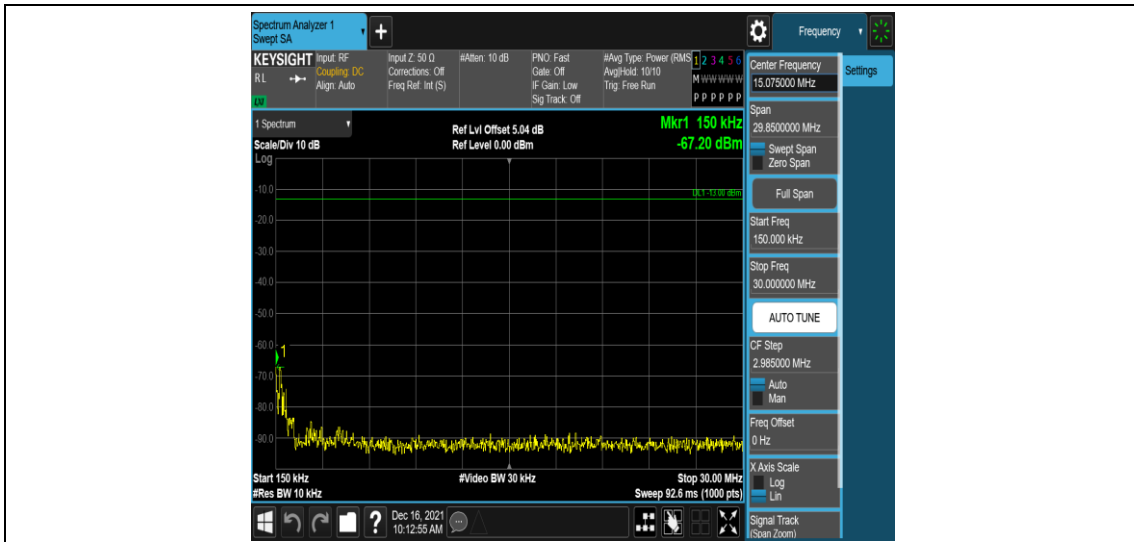 Spectrum Analyzer 1
Swept SA
+
Frequency
KEYSIGHT
Input: RF
Input Z: 50 Ω
#Atten: 10 dB
PNO: Fast
#Avg Type: Power (RMS
1 2 3 4 5 6
RL
Coupling: DC
Corrections: Off
Gate: Off
Avg|Hold: 10/10
M W W W W W
Align: Auto
Freq Ref: Int (S)
IF Gain: Low
Trig: Free Run
Sig Track: Off
P P P P P P
LXI
1 Spectrum
Ref Lvl Offset 5.04 dB
Mkr1 150 kHz
Scale/Div 10 dB
Ref Level 0.00 dBm
-67.20 dBm
Log
DL1 -13.00 dBm
-10.0
-20.0
-30.0
-40.0
-50.0
-60.0
1
-70.0
-80.0
-90.0
Start 150 kHz
#Video BW 30 kHz
Stop 30.00 MHz
#Res BW 10 kHz
Sweep 92.6 ms (1000 pts)
?
Dec 16, 2021
10:12:55 AM
Center Frequency
15.075000 MHz
Settings
Span
29.8500000 MHz
Swept Span
Zero Span
Full Span
Start Freq
150.000 kHz
Stop Freq
30.000000 MHz
AUTO TUNE
CF Step
2.985000 MHz
Auto
Man
Freq Offset
0 Hz
X Axis Scale
Log
Lin
Signal Track
(Span Zoom)